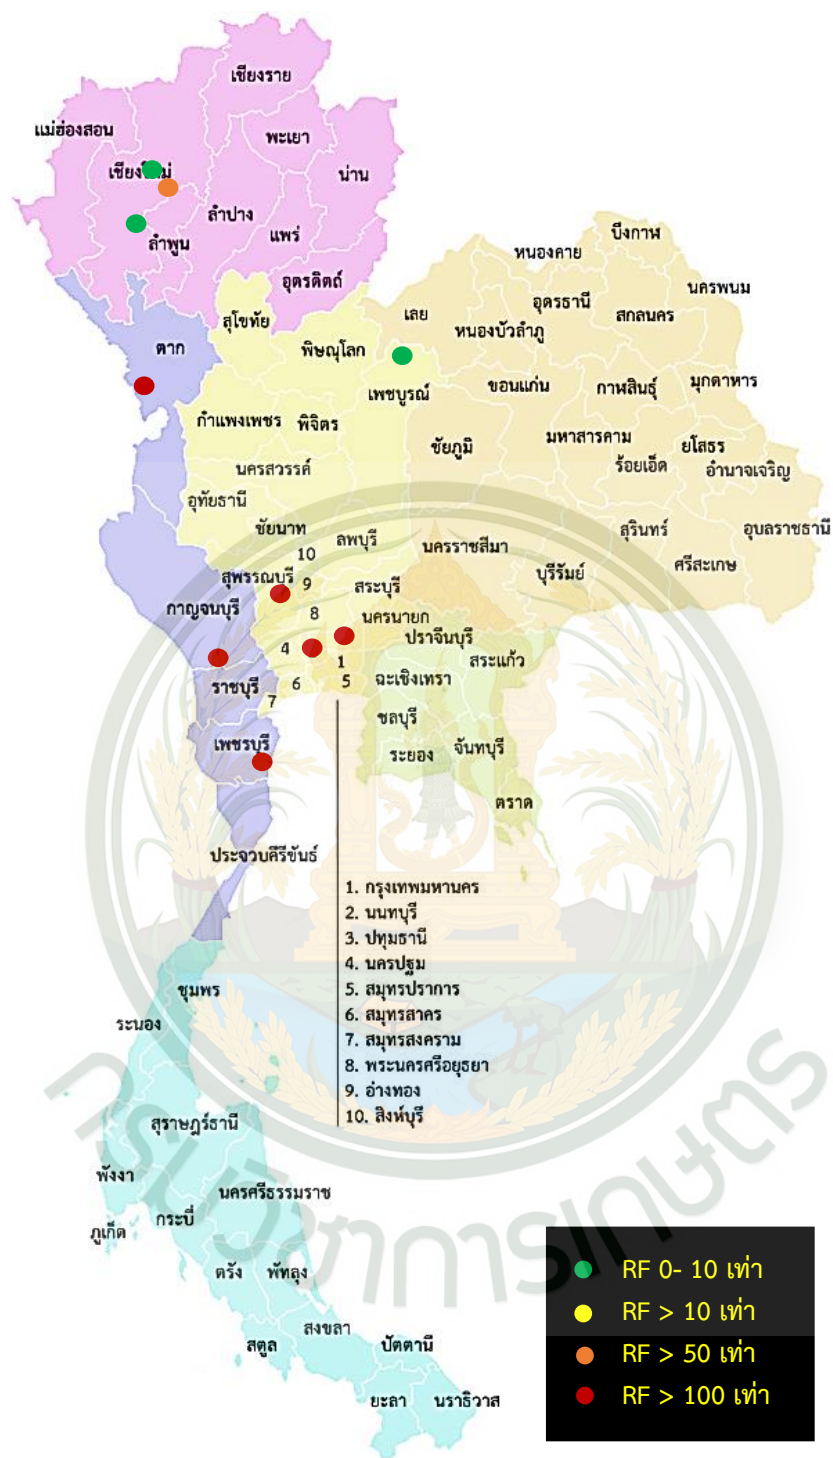 เชียงราย
แม่ฮ่องสอน
พะเยา
เชียงใหม่
น่าน
ลำปาง
แพร่
ลำพูน
อุตรดิตถ์
บึงกาฬ
หนองคาย
นครพนม
อุดรธานี
เลย
สกลนคร
สุโขทัย
หนองบัวลำภู
ตาก
พิษณุโลก
เพชบูรณ์
ขอนแก่น
กาฬสินธุ์
มุกดาหาร
กำแพงเพชร
พิจิตร
ชัยภูมิ
มหาสารคาม
ยโสธร
นครสวรรค์
ร้อยเอ็ด
อำนาจเจริญ
อุทัยธานี
ชัยนาท
ลพบุรี
นครราชสีมา
สุรินทร์
อุบลราชธานี
10
สุพรรณบุรี
9
สระบุรี
บุรีรัมย์
ศรีสะเกษ
กาญจนบุรี
8
นครนายก
ปราจีนบุรี
4
1
สระแก้ว
ราชบุรี
6
5
ฉะเชิงเทรา
7
ชลบุรี
เพชรบุรี
ระยอง
จันทบุรี
ตราด
ประจวบคีรีขันธ์
1. กรุงเทพมหานคร
2. นนทบุรี
3. ปทุมธานี
4. นครปฐม
5. สมุทรปราการ
6. สมุทรสาคร
7. สมุทรสงคราม
8. พระนครศรีอยุธยา
9. อ่างทอง
10. สิงห์บุรี
ชุมพร
ระนอง
สุราษฎร์ธานี
พังงา
นครศรีธรรมราช
ภูเก็ต
กระบี่
ตรัง
พัทลุง
สงขลา
สตูล
ปัตตานี
ยะลา
นราธิวาส
กรมวิชาการเกษตร
RF 0- 10 เท่า
RF > 10 เท่า
RF > 50 เท่า
RF > 100 เท่า